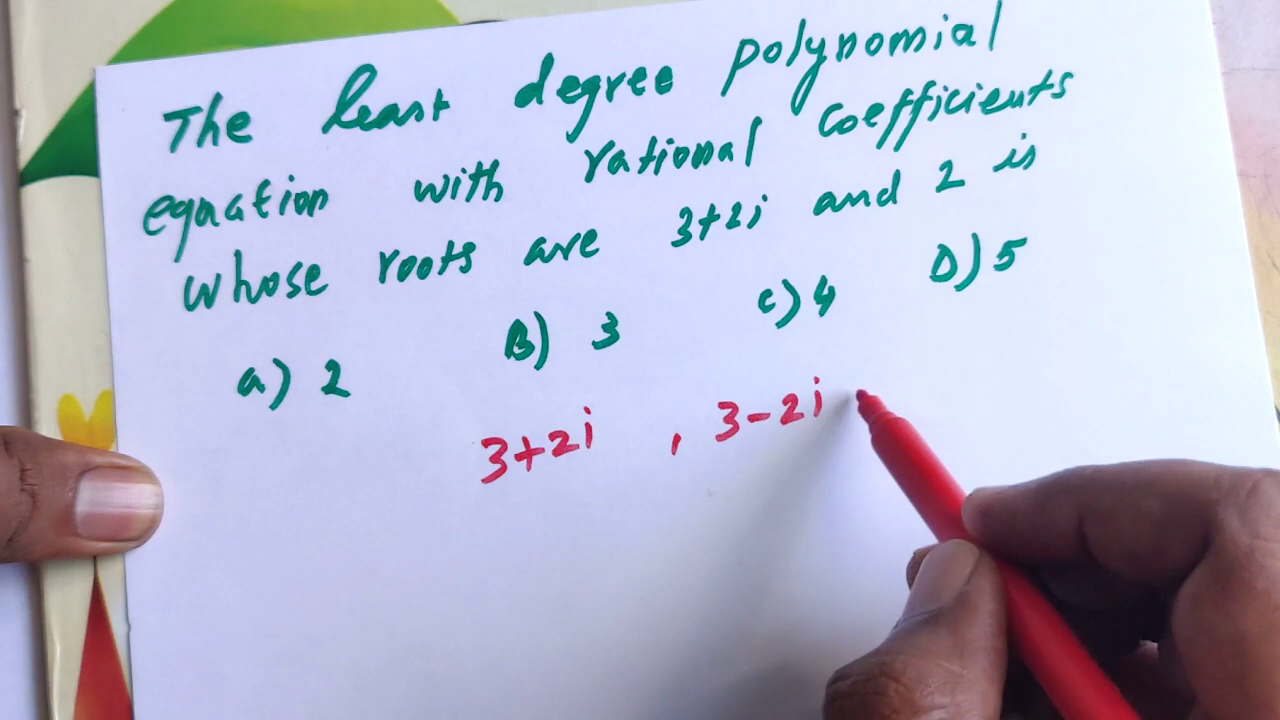 The least degree polynomial
equation with rational coefficients
whose roots are 3+2i and 2 is
a) 2 B) 3 c) 4 D) 5
3+2i , 3-2i